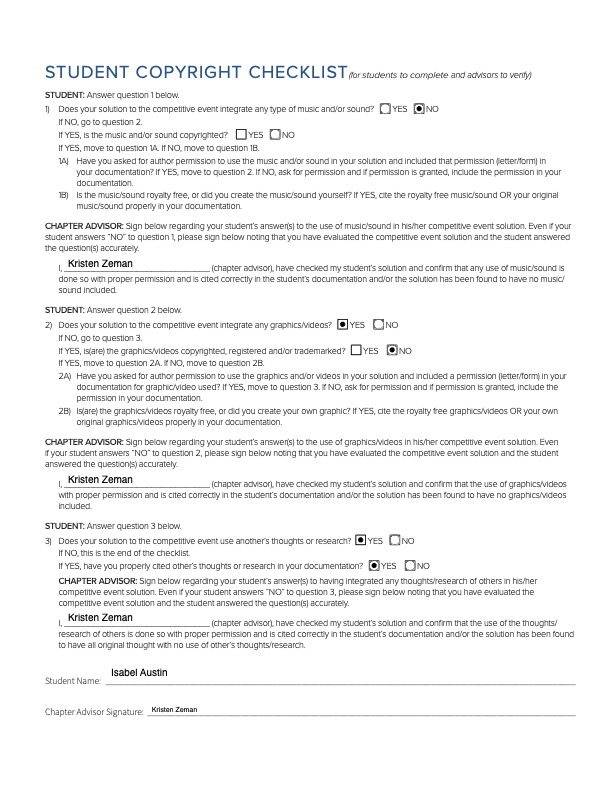 STUDENT COPYRIGHT CHECKLIST (for students to complete and advisors to verify)
STUDENT: Answer question 1 below.
1) Does your solution to the competitive event integrate any type of music and/or sound? YES NO
If NO, go to question 2.
If YES, is the music and/or sound copyrighted? YES NO
If YES, move to question 1A. If NO, move to question 1B.
1A) Have you asked for author permission to use the music and/or sound in your solution and included that permission (letter/form) in
your documentation? If YES, move to question 2. If NO, ask for permission and if permission is granted, include the permission in your
documentation.
1B) Is the music/sound royalty free, or did you create the music/sound yourself? If YES, cite the royalty free music/sound OR your original
music/sound properly in your documentation.
CHAPTER ADVISOR: Sign below regarding your student's answer(s) to the use of music/sound in his/her competitive event solution. Even if your
student answers "NO" to question 1, please sign below noting that you have evaluated the competitive event solution and the student answered
the question(s) accurately.
I, Kristen Zeman (chapter advisor), have checked my student's solution and confirm that any use of music/sound is
done so with proper permission and is cited correctly in the student's documentation and/or the solution has been found to have no music/
sound included.
STUDENT: Answer question 2 below.
2) Does your solution to the competitive event integrate any graphics/videos? YES NO
If NO, go to question 3.
If YES, is(are) the graphics/videos copyrighted, registered and/or trademarked? YES NO
If YES, move to question 2A. If NO, move to question 2B.
2A) Have you asked for author permission to use the graphics and/or videos in your solution and included a permission (letter/form) in your
documentation for graphic/video used? If YES, move to question 3. If NO, ask for permission and if permission is granted, include the
permission in your documentation.
2B) Is(are) the graphics/videos royalty free, or did you create your own graphic? If YES, cite the royalty free graphics/videos OR your own
original graphics/videos properly in your documentation.
CHAPTER ADVISOR: Sign below regarding your student's answer(s) to the use of graphics/videos in his/her competitive event solution. Even
if your student answers "NO" to question 2, please sign below noting that you have evaluated the competitive event solution and the student
answered the question(s) accurately.
I, Kristen Zeman (chapter advisor), have checked my student's solution and confirm that the use of graphics/videos
with proper permission and is cited correctly in the student's documentation and/or the solution has been found to have no graphics/videos
included.
STUDENT: Answer question 3 below.
3) Does your solution to the competitive event use another's thoughts or research? YES NO
If NO, this is the end of the checklist.
If YES, have you properly cited other's thoughts or research in your documentation? YES NO
CHAPTER ADVISOR: Sign below regarding your student's answer(s) to having integrated any thoughts/research of others in his/her
competitive event solution. Even if your student answers "NO" to question 3, please sign below noting that you have evaluated the
competitive event solution and the student answered the question(s) accurately.
I, Kristen Zeman (chapter advisor), have checked my student's solution and confirm that the use of the thoughts/
research of others is done so with proper permission and is cited correctly in the student's documentation and/or the solution has been found
to have all original thought with no use of other's thoughts/research.
Student Name: Isabel Austin
Chapter Advisor Signature: Kristen Zeman